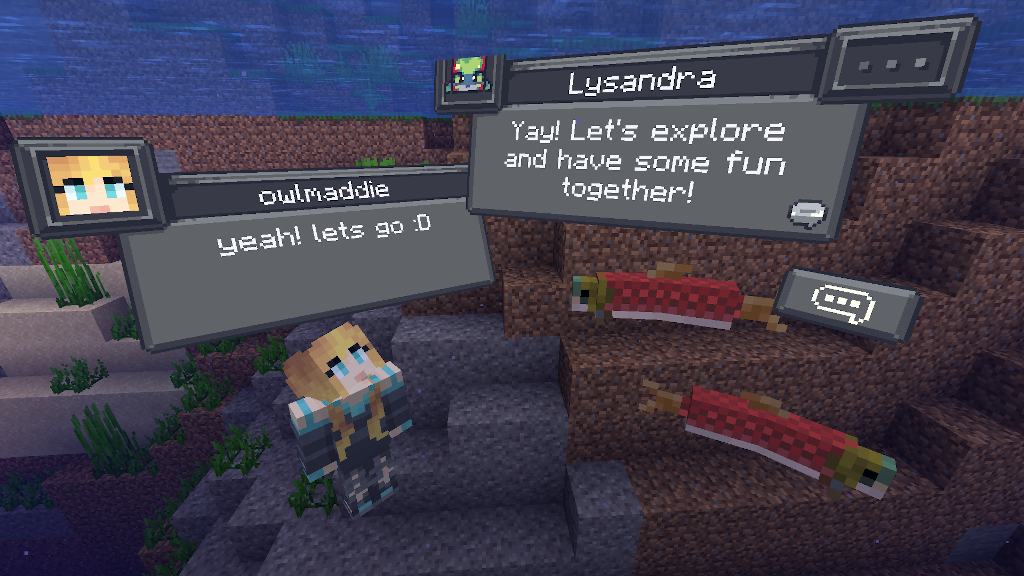 Lysandra
Yay! Let's explore
and have some fun
together!
owlmaddie
yeah! lets go :D